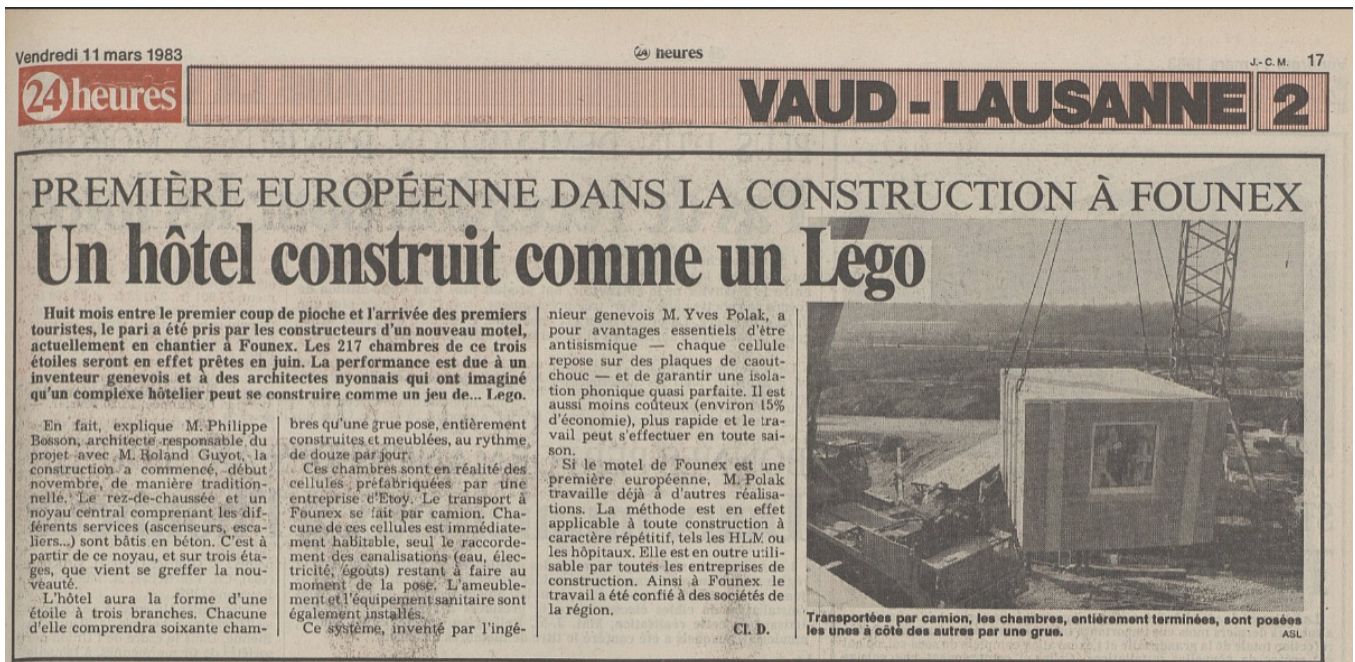 Vendredi 11 mars 1983
24 heures
J.-C. M. 17
24 heures
VAUD - LAUSANNE 2
PREMIÈRE EUROPÉENNE DANS LA CONSTRUCTION À FOUNEX
Un hôtel construit comme un Lego
Huit mois entre le premier coup de pioche et l'arrivée des premiers
touristes, le pari a été pris par les constructeurs d'un nouveau motel,
actuellement en chantier à Founex. Les 217 chambres de ce trois
étoiles seront en effet prêtes en juin. La performance est due à un
inventeur genevois et à des architectes nyonnais qui ont imaginé
qu'un complexe hôtelier peut se construire comme un jeu de... Lego.
En fait, explique M. Philippe
Bosson, architecte responsable du
projet avec M. Roland Guyot, la
construction a commencé, début
novembre, de manière tradition-
nelle. Le rez-de-chaussée et un
noyau central comprenant les dif-
férents services (ascenseurs, esca-
liers...) sont bâtis en béton. C'est à
partir de ce noyau, et sur trois éta-
ges, que vient se greffer la nou-
veauté.
L'hôtel aura la forme d'une
étoile à trois branches. Chacune
d'elle comprendra soixante cham-
bres qu'une grue pose, entièrement
construites et meublées, au rythme
de douze par jour.
Ces chambres sont en réalité des
cellules préfabriquées par une
entreprise d'Etoy. Le transport à
Founex se fait par camion. Cha-
cune de ces cellules est immédiate-
ment habitable, seul le raccorde-
ment des canalisations (eau, élec-
tricité, égouts) restant à faire au
moment de la pose. L'ameuble-
ment et l'équipement sanitaire sont
également installés.
Ce système, inventé par l'ingé-
nieur genevois M. Yves Polak, a
pour avantages essentiels d'être
antisismique — chaque cellule
repose sur des plaques de caout-
chouc — et de garantir une isola-
tion phonique quasi parfaite. Il est
aussi moins coûteux (environ 15%
d'économie), plus rapide et le tra-
vail peut s'effectuer en toute sai-
son.
Si le motel de Founex est une
première européenne, M. Polak
travaille déjà à d'autres réalisa-
tions. La méthode est en effet
applicable à toute construction à
caractère répétitif, tels les HLM ou
les hôpitaux. Elle est en outre utili-
sable par toutes les entreprises de
construction. Ainsi à Founex le
travail a été confié à des sociétés de
la région.
Cl. D.
Transportées par camion, les chambres, entièrement terminées, sont posées
les unes à côté des autres par une grue.
ASL